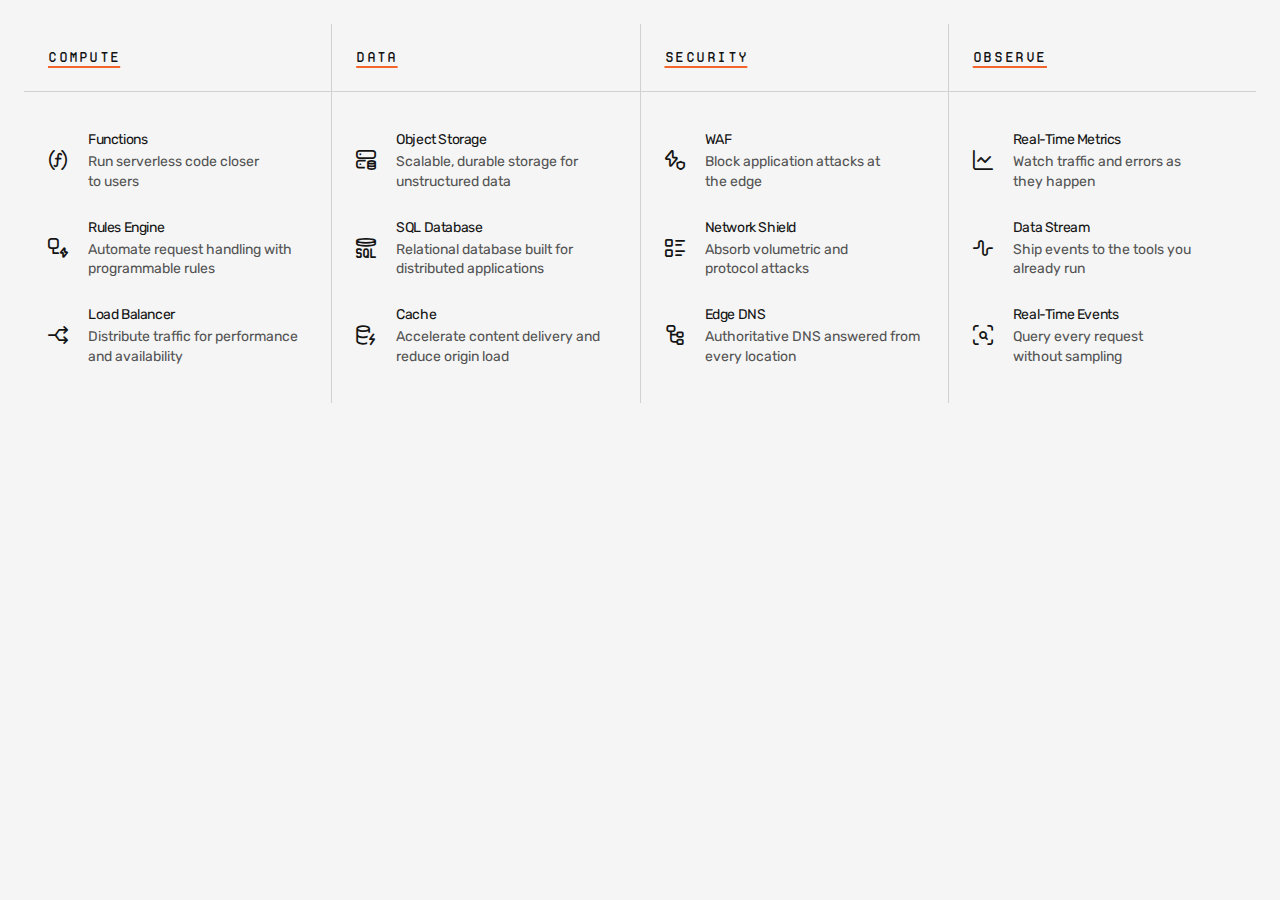 COMPUTE
Functions
Run serverless code closer
to users
Rules Engine
Automate request handling with
programmable rules
Load Balancer
Distribute traffic for performance
and availability
DATA
Object Storage
Scalable, durable storage for
unstructured data
SQL
SQL Database
Relational database built for
distributed applications
Cache
Accelerate content delivery and
reduce origin load
SECURITY
WAF
Block application attacks at
the edge
Network Shield
Absorb volumetric and
protocol attacks
Edge DNS
Authoritative DNS answered from
every location
OBSERVE
Real-Time Metrics
Watch traffic and errors as
they happen
Data Stream
Ship events to the tools you
already run
Real-Time Events
Query every request
without sampling